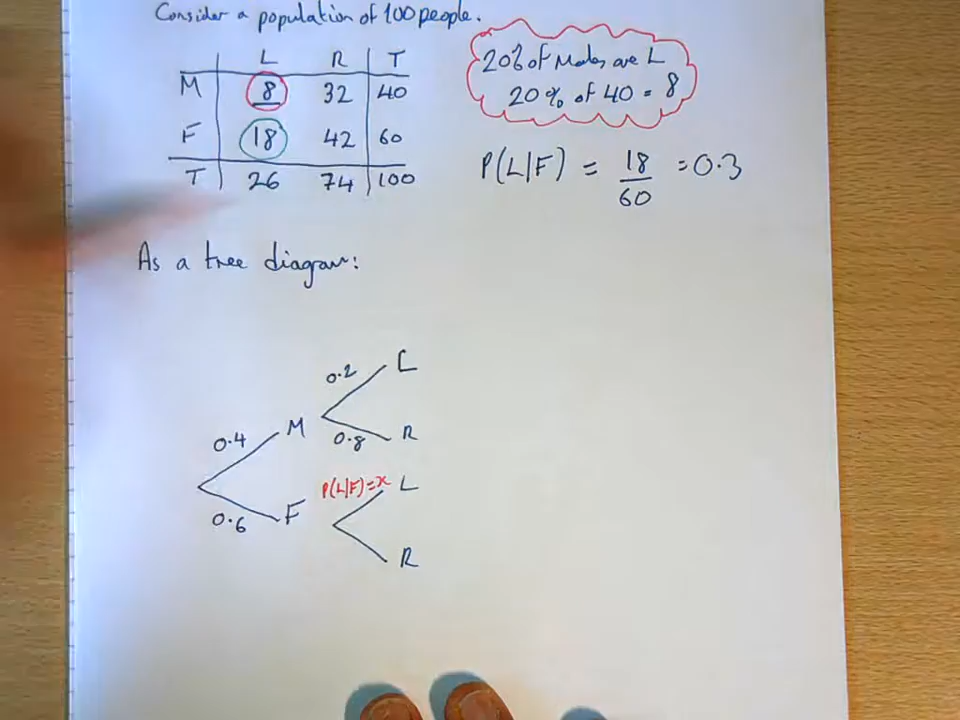 Consider a population of 100 people.
L R T
M 8 32 40
F 18 42 60
T 26 74 100
20% of Males are L
20% of 40 = 8
P(L|F) = 18/60 = 0.3
As a tree diagram:
0.2 L
0.4 M
0.8 R
P(L|F)=x L
0.6 F
R